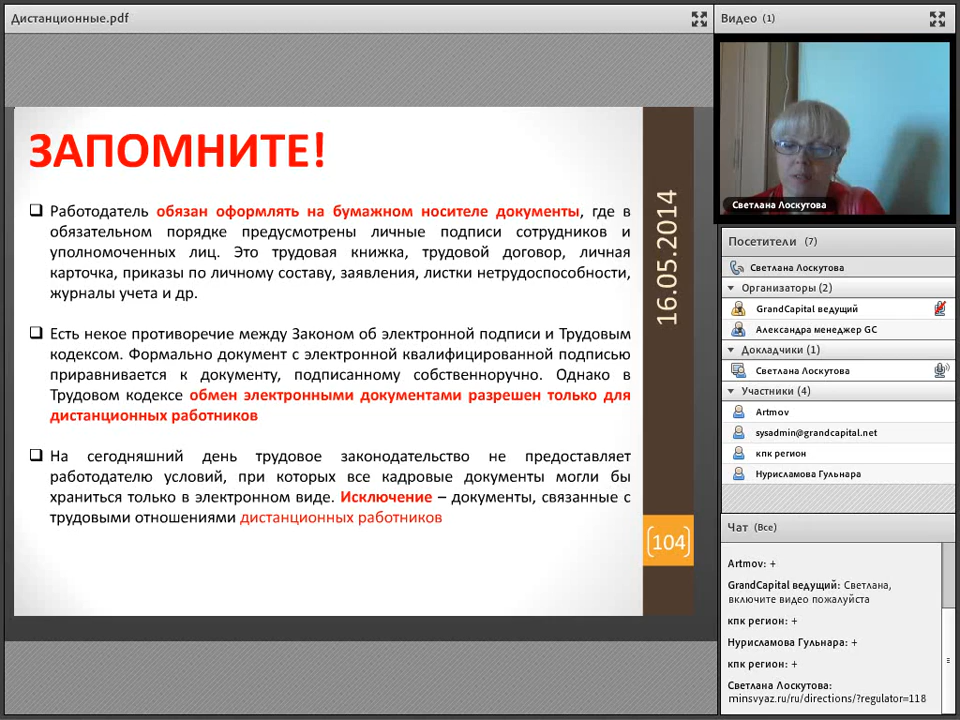 Дистанционные.pdf
ЗАПОМНИТЕ!
Работодатель обязан оформлять на бумажном носителе документы, где в
обязательном порядке предусмотрены личные подписи сотрудников и
уполномоченных лиц. Это трудовая книжка, трудовой договор, личная
карточка, приказы по личному составу, заявления, листки нетрудоспособности,
журналы учета и др.
Есть некое противоречие между Законом об электронной подписи и Трудовым
кодексом. Формально документ с электронной квалифицированной подписью
приравнивается к документу, подписанному собственноручно. Однако в
Трудовом кодексе обмен электронными документами разрешен только для
дистанционных работников
На сегодняшний день трудовое законодательство не предоставляет
работодателю условий, при которых все кадровые документы могли бы
храниться только в электронном виде. Исключение – документы, связанные с
трудовыми отношениями дистанционных работников
16.05.2014
104
Видео (1)
Светлана Лоскутова
Посетители (7)
Светлана Лоскутова
Организаторы (2)
GrandCapital ведущий
Александра менеджер GC
Докладчики (1)
Светлана Лоскутова
Участники (4)
Artmov
sysadmin@grandcapital.net
кпк регион
Нурисламова Гульнара
Чат (Все)
Artmov: +
GrandCapital ведущий: Светлана,
включите видео пожалуйста
кпк регион: +
Нурисламова Гульнара: +
кпк регион: +
Светлана Лоскутова:
minsvyaz.ru/ru/directions/?regulator=118